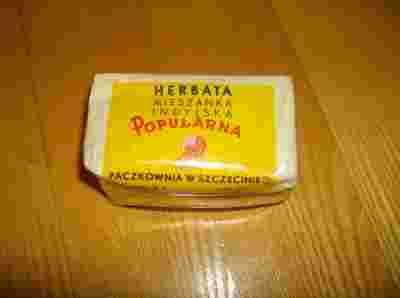 HERBATA
MIESZANKA
INDYJSKA
POPULARNA
PACZKOWNIA W SZCZECINIE